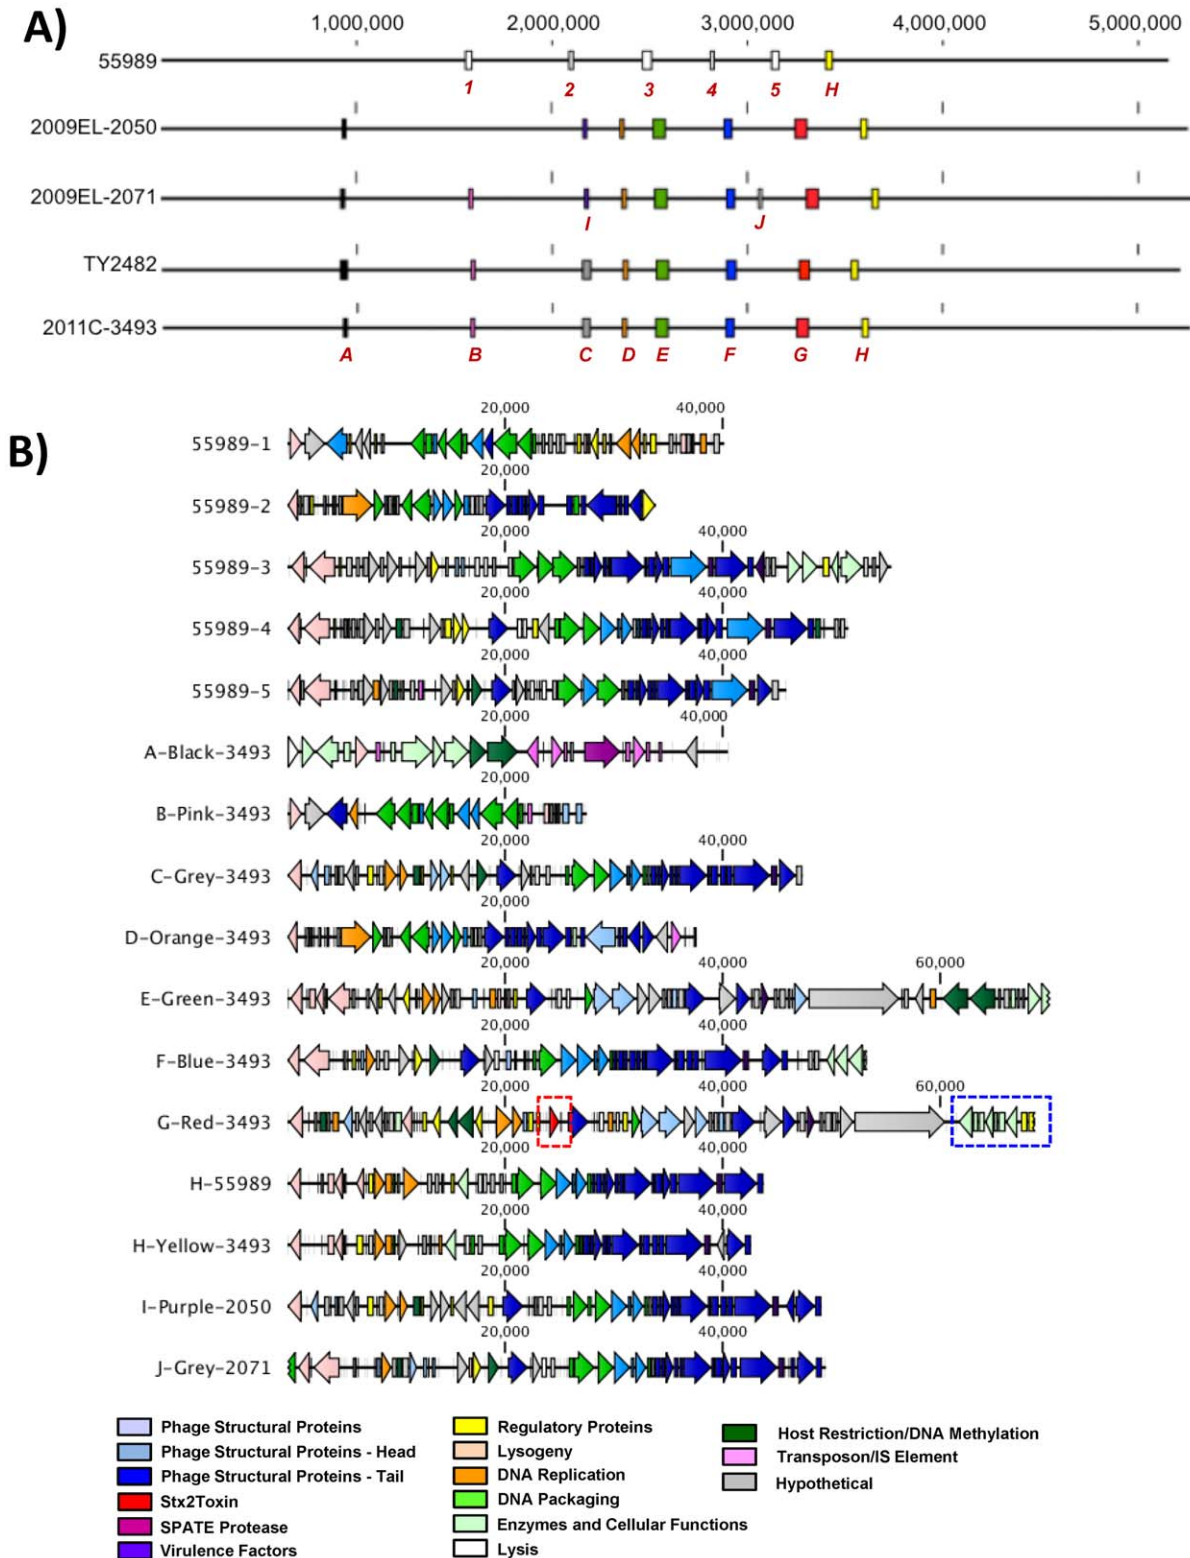 A)
1,000,000 2,000,000 3,000,000 4,000,000 5,000,000
55989
1 2 3 4 5 H
2009EL-2050
2009EL-2071
I J
TY2482
2011C-3493
A B C D E F G H
B)
20,000 40,000
55989-1
20,000
55989-2
20,000 40,000
55989-3
20,000 40,000
55989-4
20,000 40,000
55989-5
20,000 40,000
A-Black-3493
20,000
B-Pink-3493
20,000 40,000
C-Grey-3493
20,000
D-Orange-3493
20,000 40,000 60,000
E-Green-3493
20,000 40,000
F-Blue-3493
20,000 40,000 60,000
G-Red-3493
20,000 40,000
H-55989
20,000 40,000
H-Yellow-3493
20,000 40,000
I-Purple-2050
20,000 40,000
J-Grey-2071
Phage Structural Proteins
Phage Structural Proteins - Head
Phage Structural Proteins - Tail
Stx2Toxin
SPATE Protease
Virulence Factors
Regulatory Proteins
Lysogeny
DNA Replication
DNA Packaging
Enzymes and Cellular Functions
Lysis
Host Restriction/DNA Methylation
Transposon/IS Element
Hypothetical